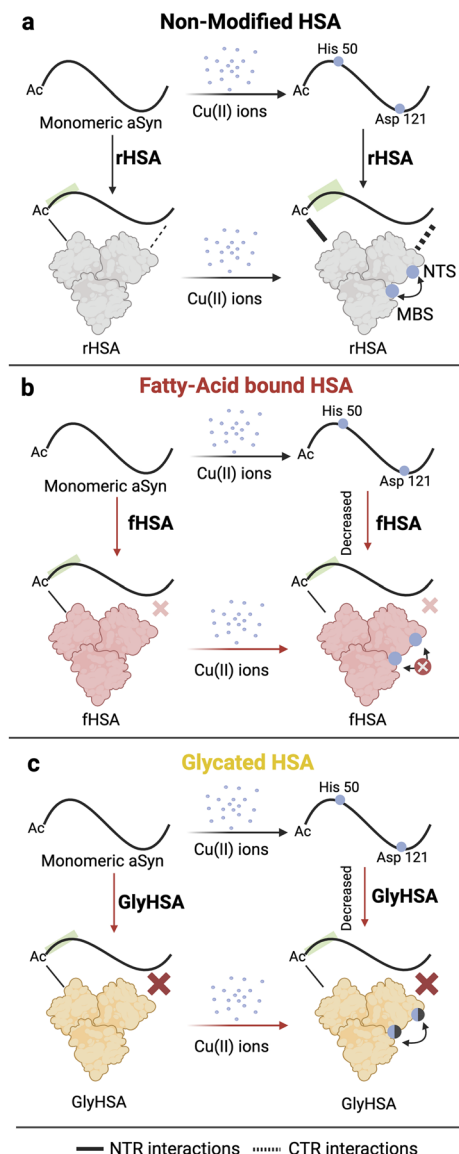 a
Non-Modified HSA
His 50
Ac
Ac
Cu(II) ions
Monomeric aSyn
Asp 121
rHSA
rHSA
Ac
Ac
NTS
Cu(II) ions
MBS
rHSA
rHSA
b
Fatty-Acid bound HSA
His 50
Ac
Ac
Cu(II) ions
Monomeric aSyn
Asp 121
fHSA
Decreased
fHSA
Ac
Ac
Cu(II) ions
fHSA
fHSA
c
Glycated HSA
His 50
Ac
Ac
Cu(II) ions
Monomeric aSyn
Asp 121
GlyHSA
Decreased
GlyHSA
Ac
Ac
Cu(II) ions
GlyHSA
GlyHSA
NTR interactions
CTR interactions